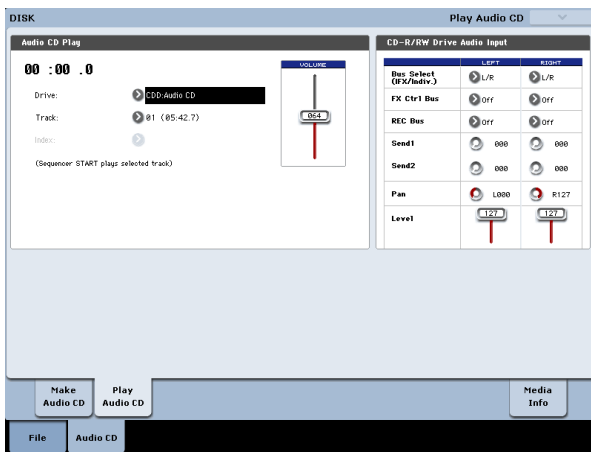 DISK
Play Audio CD
Audio CD Play
00 :00 .0
Drive: CDD:Audio CD
Track: 01 (05:42.7)
Index:
(Sequencer START plays selected track)
VOLUME
064
CD-R/RW Drive Audio Input
LEFT RIGHT
Bus Select
(IFX/Indiv.) L/R L/R
FX Ctrl Bus Off Off
REC Bus Off Off
Send1 000 000
Send2 000 000
Pan L000 R127
Level 127 127
Make
Audio CD
Play
Audio CD
Media
Info
File
Audio CD